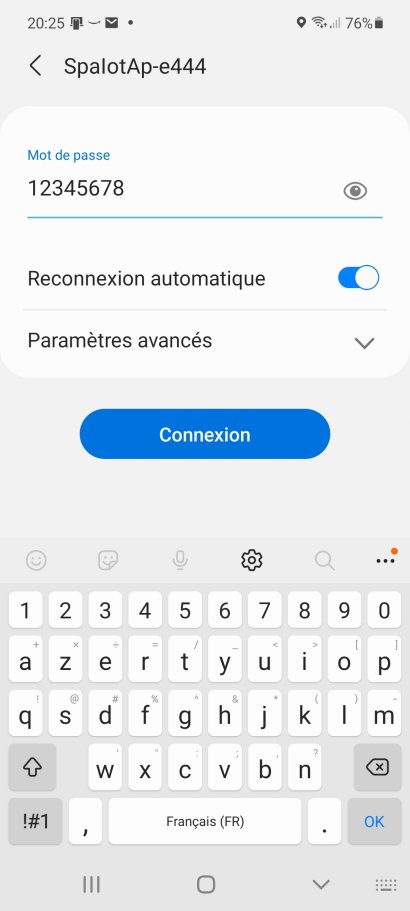 20:25 76%
SpaIotAp-e444
Mot de passe
12345678
Reconnexion automatique
Paramètres avancés
Connexion
1 2 3 4 5 6 7 8 9 0
+ × ÷ = / _ < > [ ]
a z e r t y u i o p
! @ # % ^ & * ( ) -
q s d f g h j k l m
' " : ; , ?
w x c v b n
!#1 , Français (FR) . OK